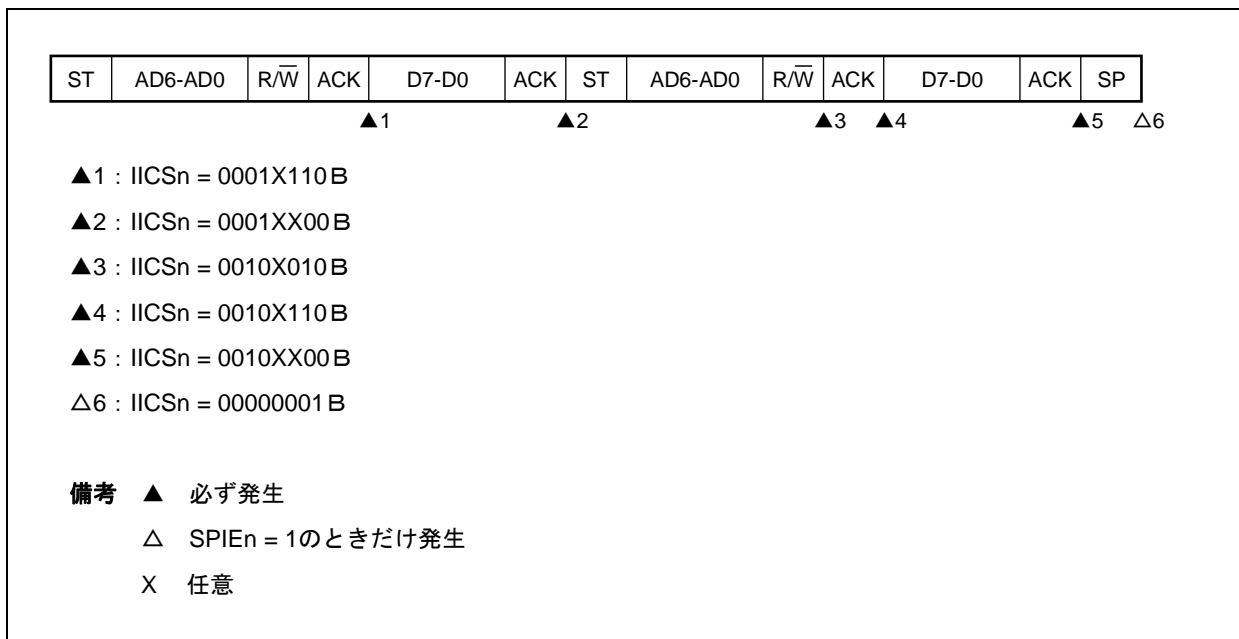 ST AD6-AD0 R/W̅ ACK D7-D0 ACK ST AD6-AD0 R/W̅ ACK D7-D0 ACK SP
▲1 ▲2 ▲3 ▲4 ▲5 △6
▲1：IICSn = 0001X110B
▲2：IICSn = 0001XX00B
▲3：IICSn = 0010X010B
▲4：IICSn = 0010X110B
▲5：IICSn = 0010XX00B
△6：IICSn = 00000001B
備考 ▲ 必ず発生
△ SPIEn = 1のときだけ発生
X 任意